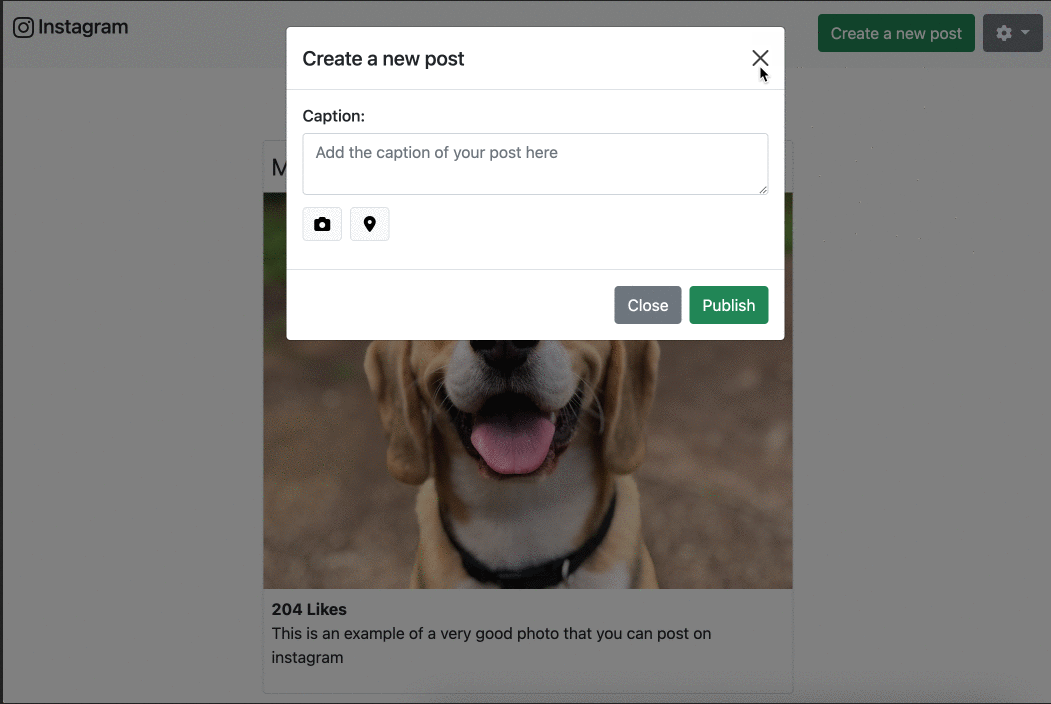 Instagram
Create a new post
Create a new post
Caption:
Add the caption of your post here
M
Close
Publish
204 Likes
This is an example of a very good photo that you can post on
instagram